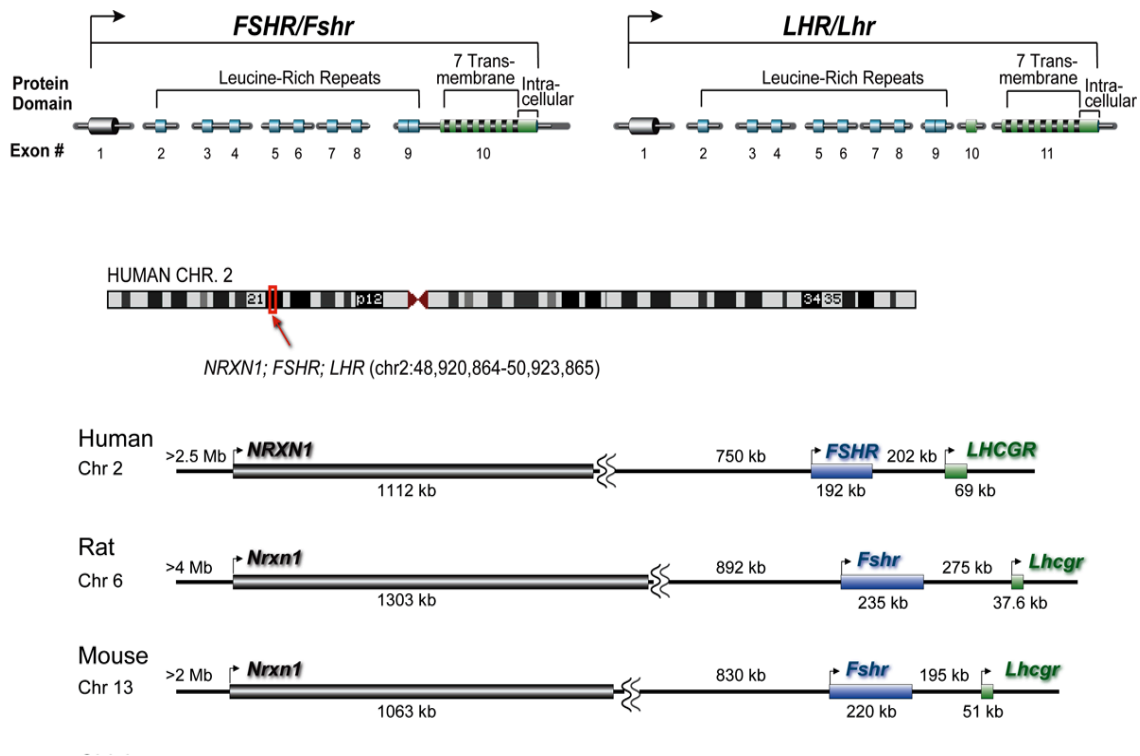 FSHR/Fshr
LHR/Lhr
Protein Domain
Leucine-Rich Repeats
7 Trans-
membrane
Intra-
cellular
Leucine-Rich Repeats
7 Trans-
membrane
Intra-
cellular
Exon # 1 2 3 4 5 6 7 8 9 10
1 2 3 4 5 6 7 8 9 10 11
HUMAN CHR. 2
21 p12 34 35
NRXN1; FSHR; LHR (chr2:48,920,864-50,923,865)
Human
Chr 2
>2.5 Mb NRXN1 750 kb FSHR 202 kb LHCGR
1112 kb 192 kb 69 kb
Rat
Chr 6
>4 Mb Nrxn1 892 kb Fshr 275 kb Lhcgr
1303 kb 235 kb 37.6 kb
Mouse
Chr 13
>2 Mb Nrxn1 830 kb Fshr 195 kb Lhcgr
1063 kb 220 kb 51 kb